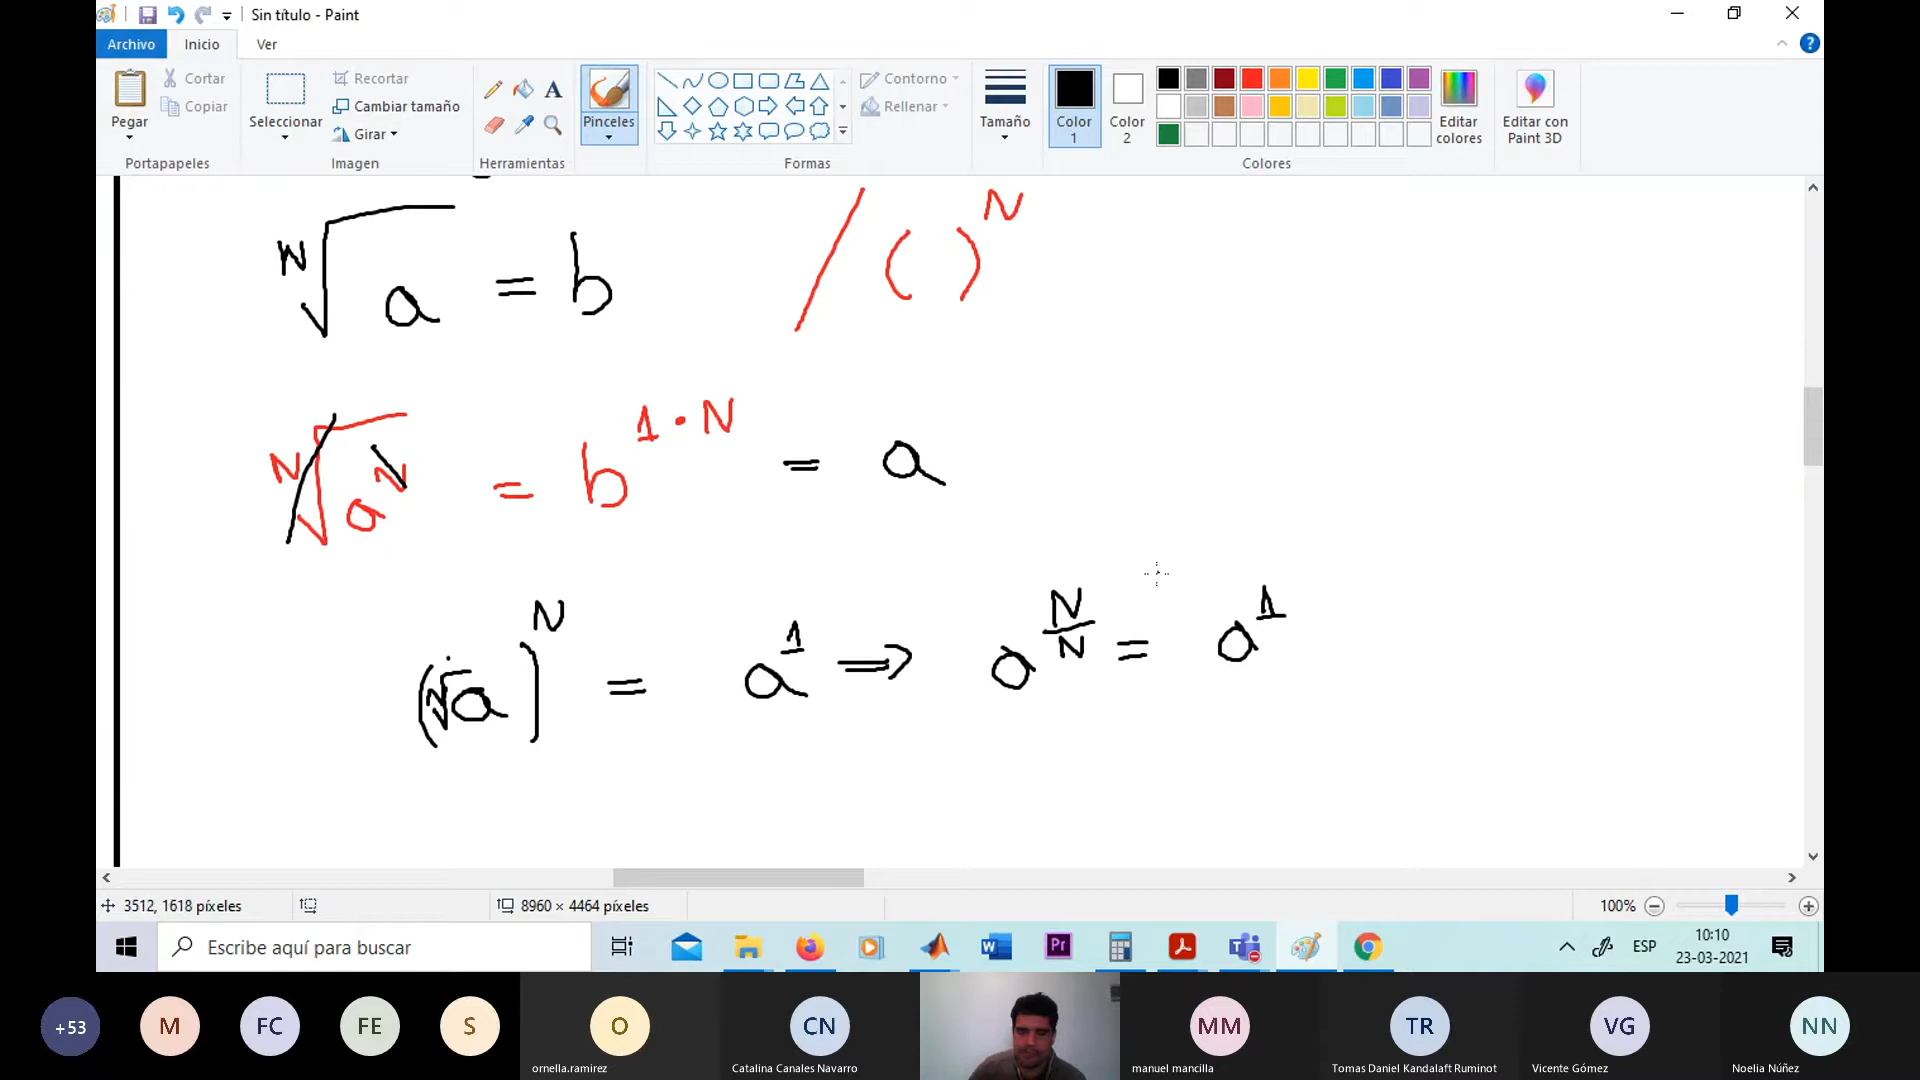 Sin título - Paint
Archivo Inicio Ver
Cortar Recortar Contorno
Copiar Cambiar tamaño Rellenar
Pegar Seleccionar Girar A Pinceles Tamaño Color 1 Color 2 Editar colores Editar con Paint 3D
Portapapeles Imagen Herramientas Formas Colores
N√a = b / ( )^N
N√a^N = b^1·N = a
(N√a)^N = a^1 ⇒ a^N/N = a^1
3512, 1618 píxeles 8960 × 4464 píxeles 100%
Escribe aquí para buscar W Pr ESP 10:10
23-03-2021
+53 M FC FE S O CN MM TR VG NN
ornella.ramirez Catalina Canales Navarro manuel mancilla Tomas Daniel Kandalaft Ruminot Vicente Gómez Noelia Núñez